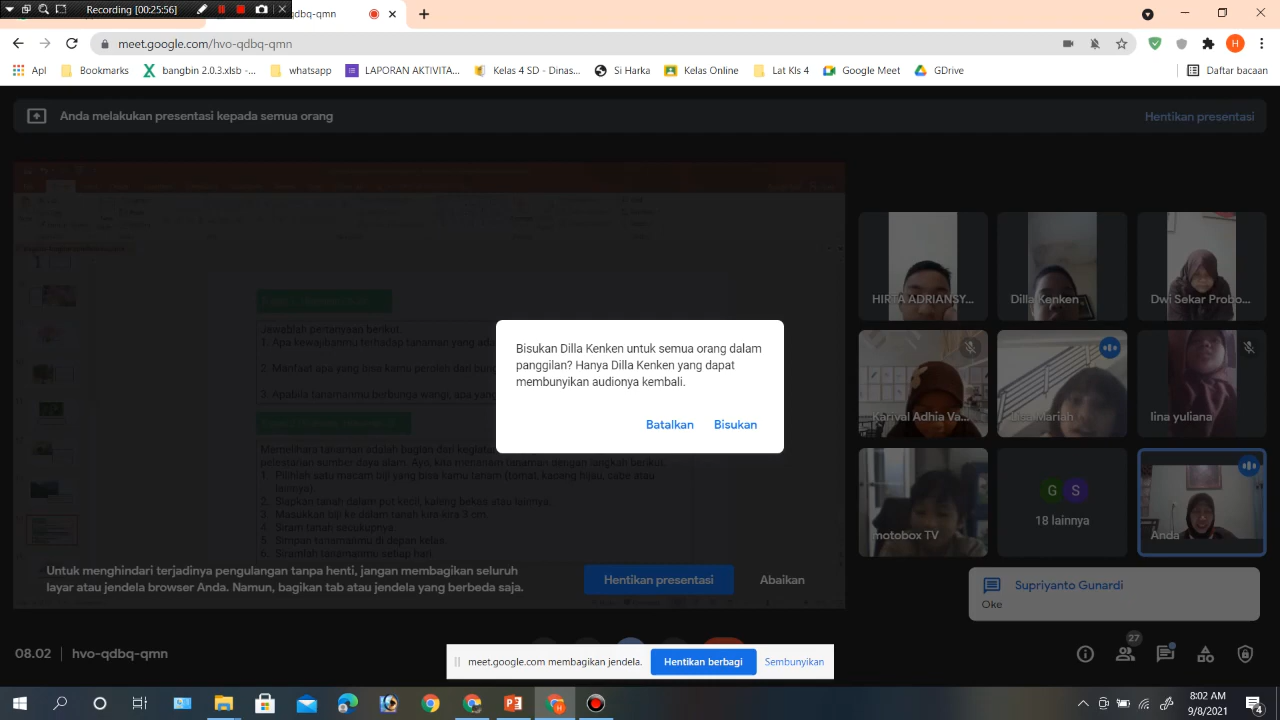 Recording [00:25:56]
dbq-qmn
meet.google.com/hvo-qdbq-qmn
Apl
Bookmarks
bangbin 2.0.3.xlsb -...
whatsapp
LAPORAN AKTIVITA...
Kelas 4 SD - Dinas...
Si Harka
Kelas Online
Lat Kls 4
Google Meet
GDrive
Daftar bacaan
Anda melakukan presentasi kepada semua orang
Hentikan presentasi
Jawablah pertanyaan berikut.
1. Apa kewajibanmu terhadap tanaman yang ada
2. Manfaat apa yang bisa kamu peroleh dari bung
3. Apabila tanamanmu berbunga wangi, apa yang
Memelihara tanaman adalah bagian dari kegiata
pelestarian sumber daya alam. Ayo, kita menanam tanaman dengan langkah berikut.
1. Pilihlah satu macam biji yang bisa kamu tanam (tomat, kacang hijau, cabe atau
lainnya).
2. Siapkan tanah dalam pot kecil, kaleng bekas atau lainnya.
3. Masukkan biji ke dalam tanah kira-kira 3 cm.
4. Siram tanah secukupnya.
5. Simpan tanamanmu di depan kelas.
6. Siramlah tanamanmu setiap hari
Bisukan Dilla Kenken untuk semua orang dalam
panggilan? Hanya Dilla Kenken yang dapat
membunyikan audionya kembali.
Batalkan
Bisukan
HIRTA ADRIANSY...
Dilla Kenken
Dwi Sekar Probo...
Karival Adhia Va...
Mariah
lina yuliana
motobox TV
G
S
18 lainnya
Anda
Untuk menghindari terjadinya pengulangan tanpa henti, jangan membagikan seluruh
layar atau jendela browser Anda. Namun, bagikan tab atau jendela yang berbeda saja.
Hentikan presentasi
Abaikan
Supriyanto Gunardi
Oke
08.02 | hvo-qdbq-qmn
27
meet.google.com membagikan jendela.
Hentikan berbagi
Sembunyikan
8:02 AM
9/8/2021
4